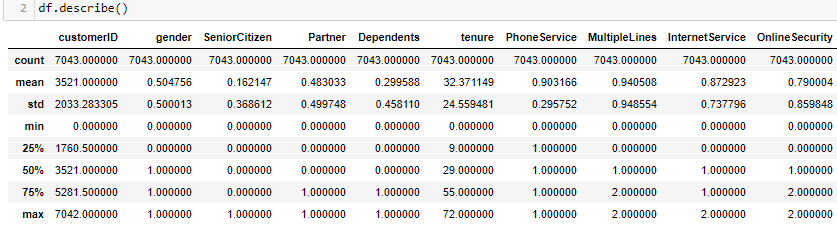 2 df.describe()
customerID gender SeniorCitizen Partner Dependents tenure PhoneService MultipleLines InternetService OnlineSecurity
count 7043.000000 7043.000000 7043.000000 7043.000000 7043.000000 7043.000000 7043.000000 7043.000000 7043.000000 7043.000000
mean 3521.000000 0.504756 0.162147 0.483033 0.299588 32.371149 0.903166 0.940508 0.872923 0.790004
std 2033.283305 0.500013 0.368612 0.499748 0.458110 24.559481 0.295752 0.948554 0.737796 0.859848
min 0.000000 0.000000 0.000000 0.000000 0.000000 0.000000 0.000000 0.000000 0.000000 0.000000
25% 1760.500000 0.000000 0.000000 0.000000 0.000000 9.000000 1.000000 0.000000 0.000000 0.000000
50% 3521.000000 1.000000 0.000000 0.000000 0.000000 29.000000 1.000000 1.000000 1.000000 1.000000
75% 5281.500000 1.000000 0.000000 1.000000 1.000000 55.000000 1.000000 2.000000 1.000000 2.000000
max 7042.000000 1.000000 1.000000 1.000000 1.000000 72.000000 1.000000 2.000000 2.000000 2.000000